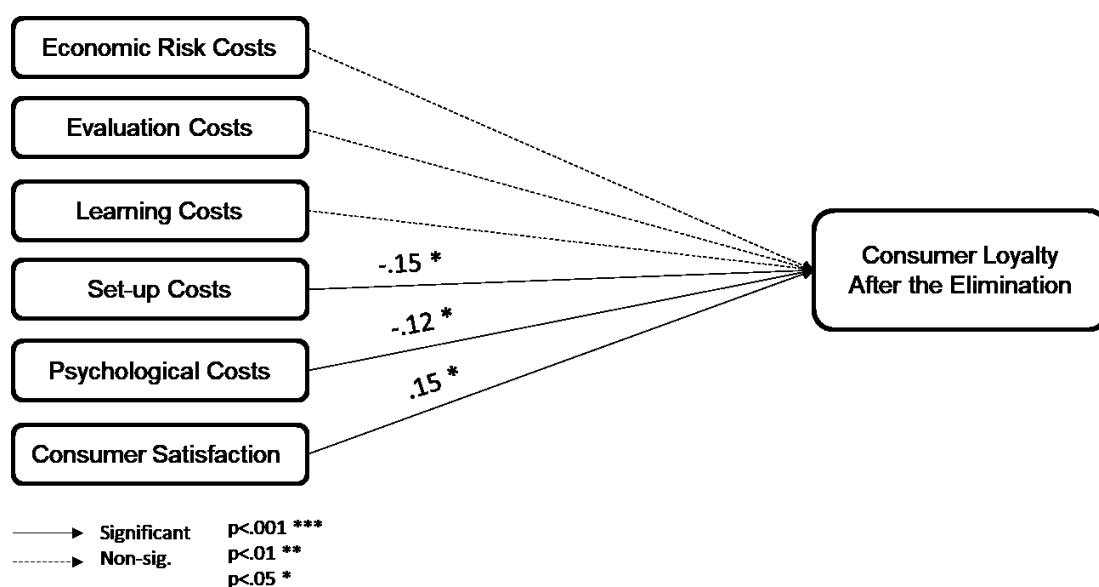 Economic Risk Costs
Evaluation Costs
Learning Costs
Set-up Costs
Psychological Costs
Consumer Satisfaction
-.15 *
-.12 *
.15 *
Consumer Loyalty
After the Elimination
Significant
Non-sig.
p<.001 ***
p<.01 **
p<.05 *